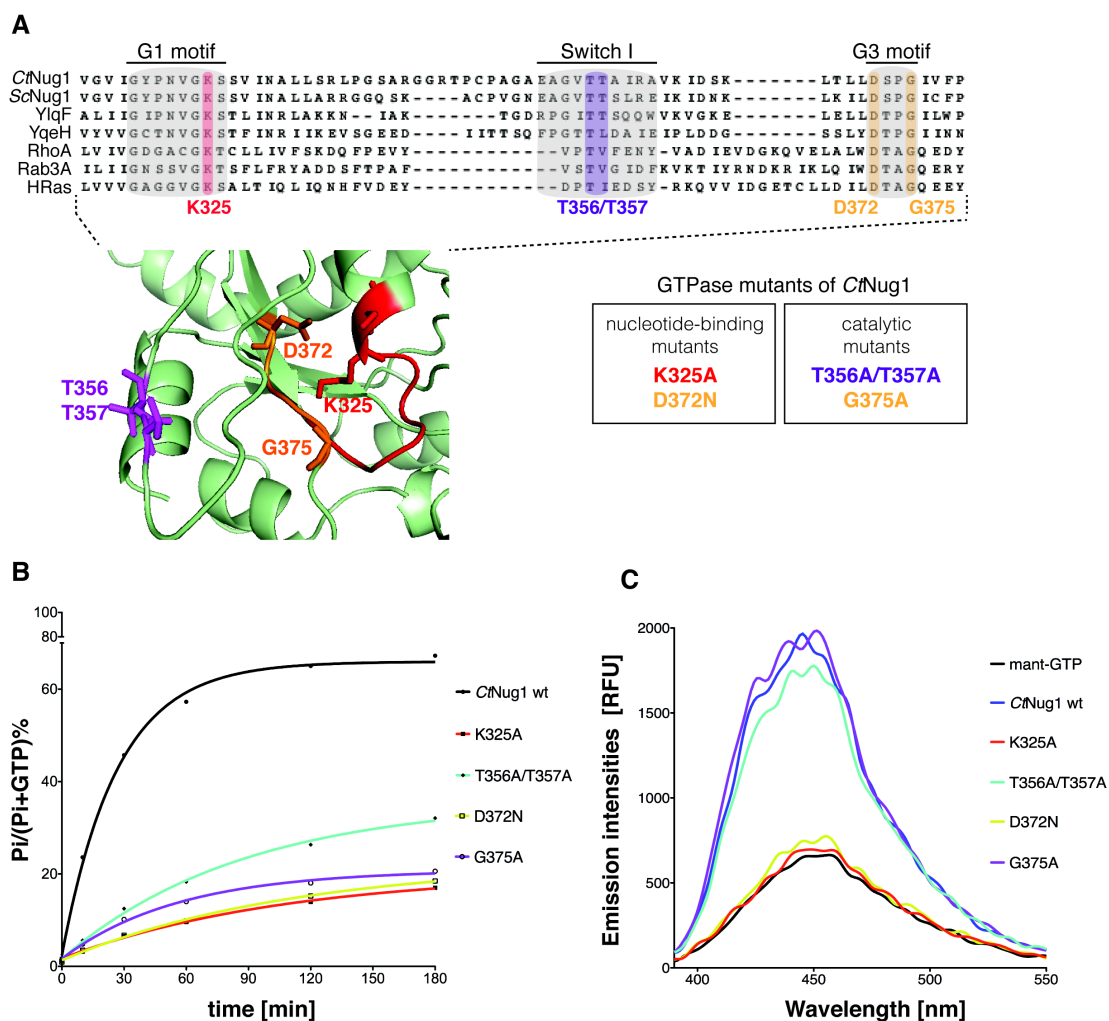 A
G1 motif Switch I G3 motif
CtNug1 VGVIGYPNVGKSSVINALLSRLPGSARGGRTPCPAGAEAGVTTAIRAVKIDSK-------LTLLDSPGIVFP
ScNug1 VGVIGYPNVGKSSVINALLARRGGQSK----ACPVGNEAGVTTSLREIKIDNK-------LKILDSPGICFP
YlqF ALIIGIPNVGKSTLINRLAKKN--IAK-------TGDRPGITTSQQWVKVGKE-------LELLDTPGILWP
YqeH VYVVGCTNVGKSTFINRIIKEVSGEED----IITTSQFPGTTLDAIEIPLDDG-------SSLYDTPGIINN
RhoA LVIVGDGACGKTCLLIVFSKDQFPEVY------------VPTVFENY-VADIEVDGKQVELALWDTAGQEDY
Rab3A ILIIGNSSVGKTSFLFRYADDSFTPAF------------VSTVGIDFKVKTIYRNDKRIKLQIWDTAGQERY
HRas LVVVGAGGVGKSALTIQLIQNHFVDEY------------DPTIEDSY-RKQVVIDGETCLLDILDTAGQEEY
K325 T356/T357 D372 G375
D372
T356
T357
K325
G375
GTPase mutants of CtNug1
nucleotide-binding
mutants
K325A
D372N
catalytic
mutants
T356A/T357A
G375A
B
Pi/(Pi+GTP)%
100
80
60
40
20
0
0 30 60 90 120 150 180
time [min]
CtNug1 wt
K325A
T356A/T357A
D372N
G375A
C
Emission intensities [RFU]
2000
1500
1000
500
0
400 450 500 550
Wavelength [nm]
mant-GTP
CtNug1 wt
K325A
T356A/T357A
D372N
G375A